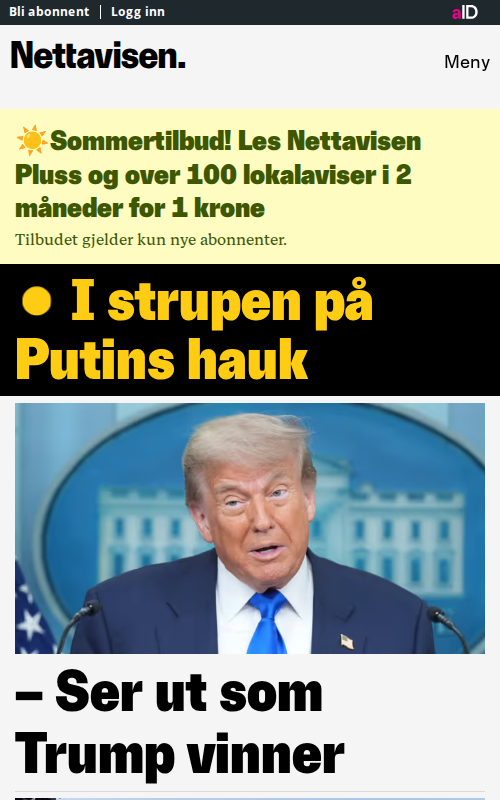 Bli abonnent | Logg inn
aID
Nettavisen.
Meny
☀️Sommertilbud! Les Nettavisen
Pluss og over 100 lokalaviser i 2
måneder for 1 krone
Tilbudet gjelder kun nye abonnenter.
I strupen på
Putins hauk
– Ser ut som
Trump vinner